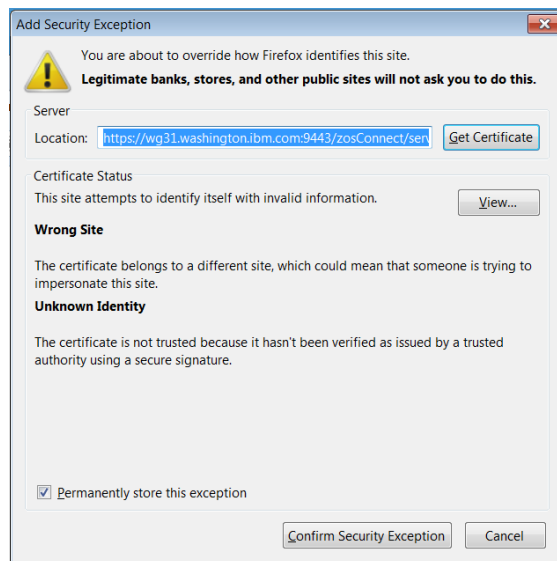 Add Security Exception
You are about to override how Firefox identifies this site.
Legitimate banks, stores, and other public sites will not ask you to do this.
Server
Location: https://wg31.washington.ibm.com:9443/zosConnect/serv Get Certificate
Certificate Status
This site attempts to identify itself with invalid information. View...
Wrong Site
The certificate belongs to a different site, which could mean that someone is trying to
impersonate this site.
Unknown Identity
The certificate is not trusted because it hasn't been verified as issued by a trusted
authority using a secure signature.
Permanently store this exception
Confirm Security Exception Cancel